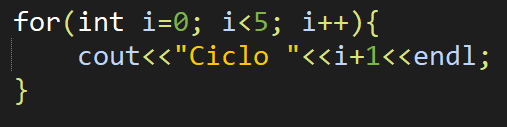 for(int i=0; i<5; i++){
    cout<<"Ciclo "<<i+1<<endl;
}